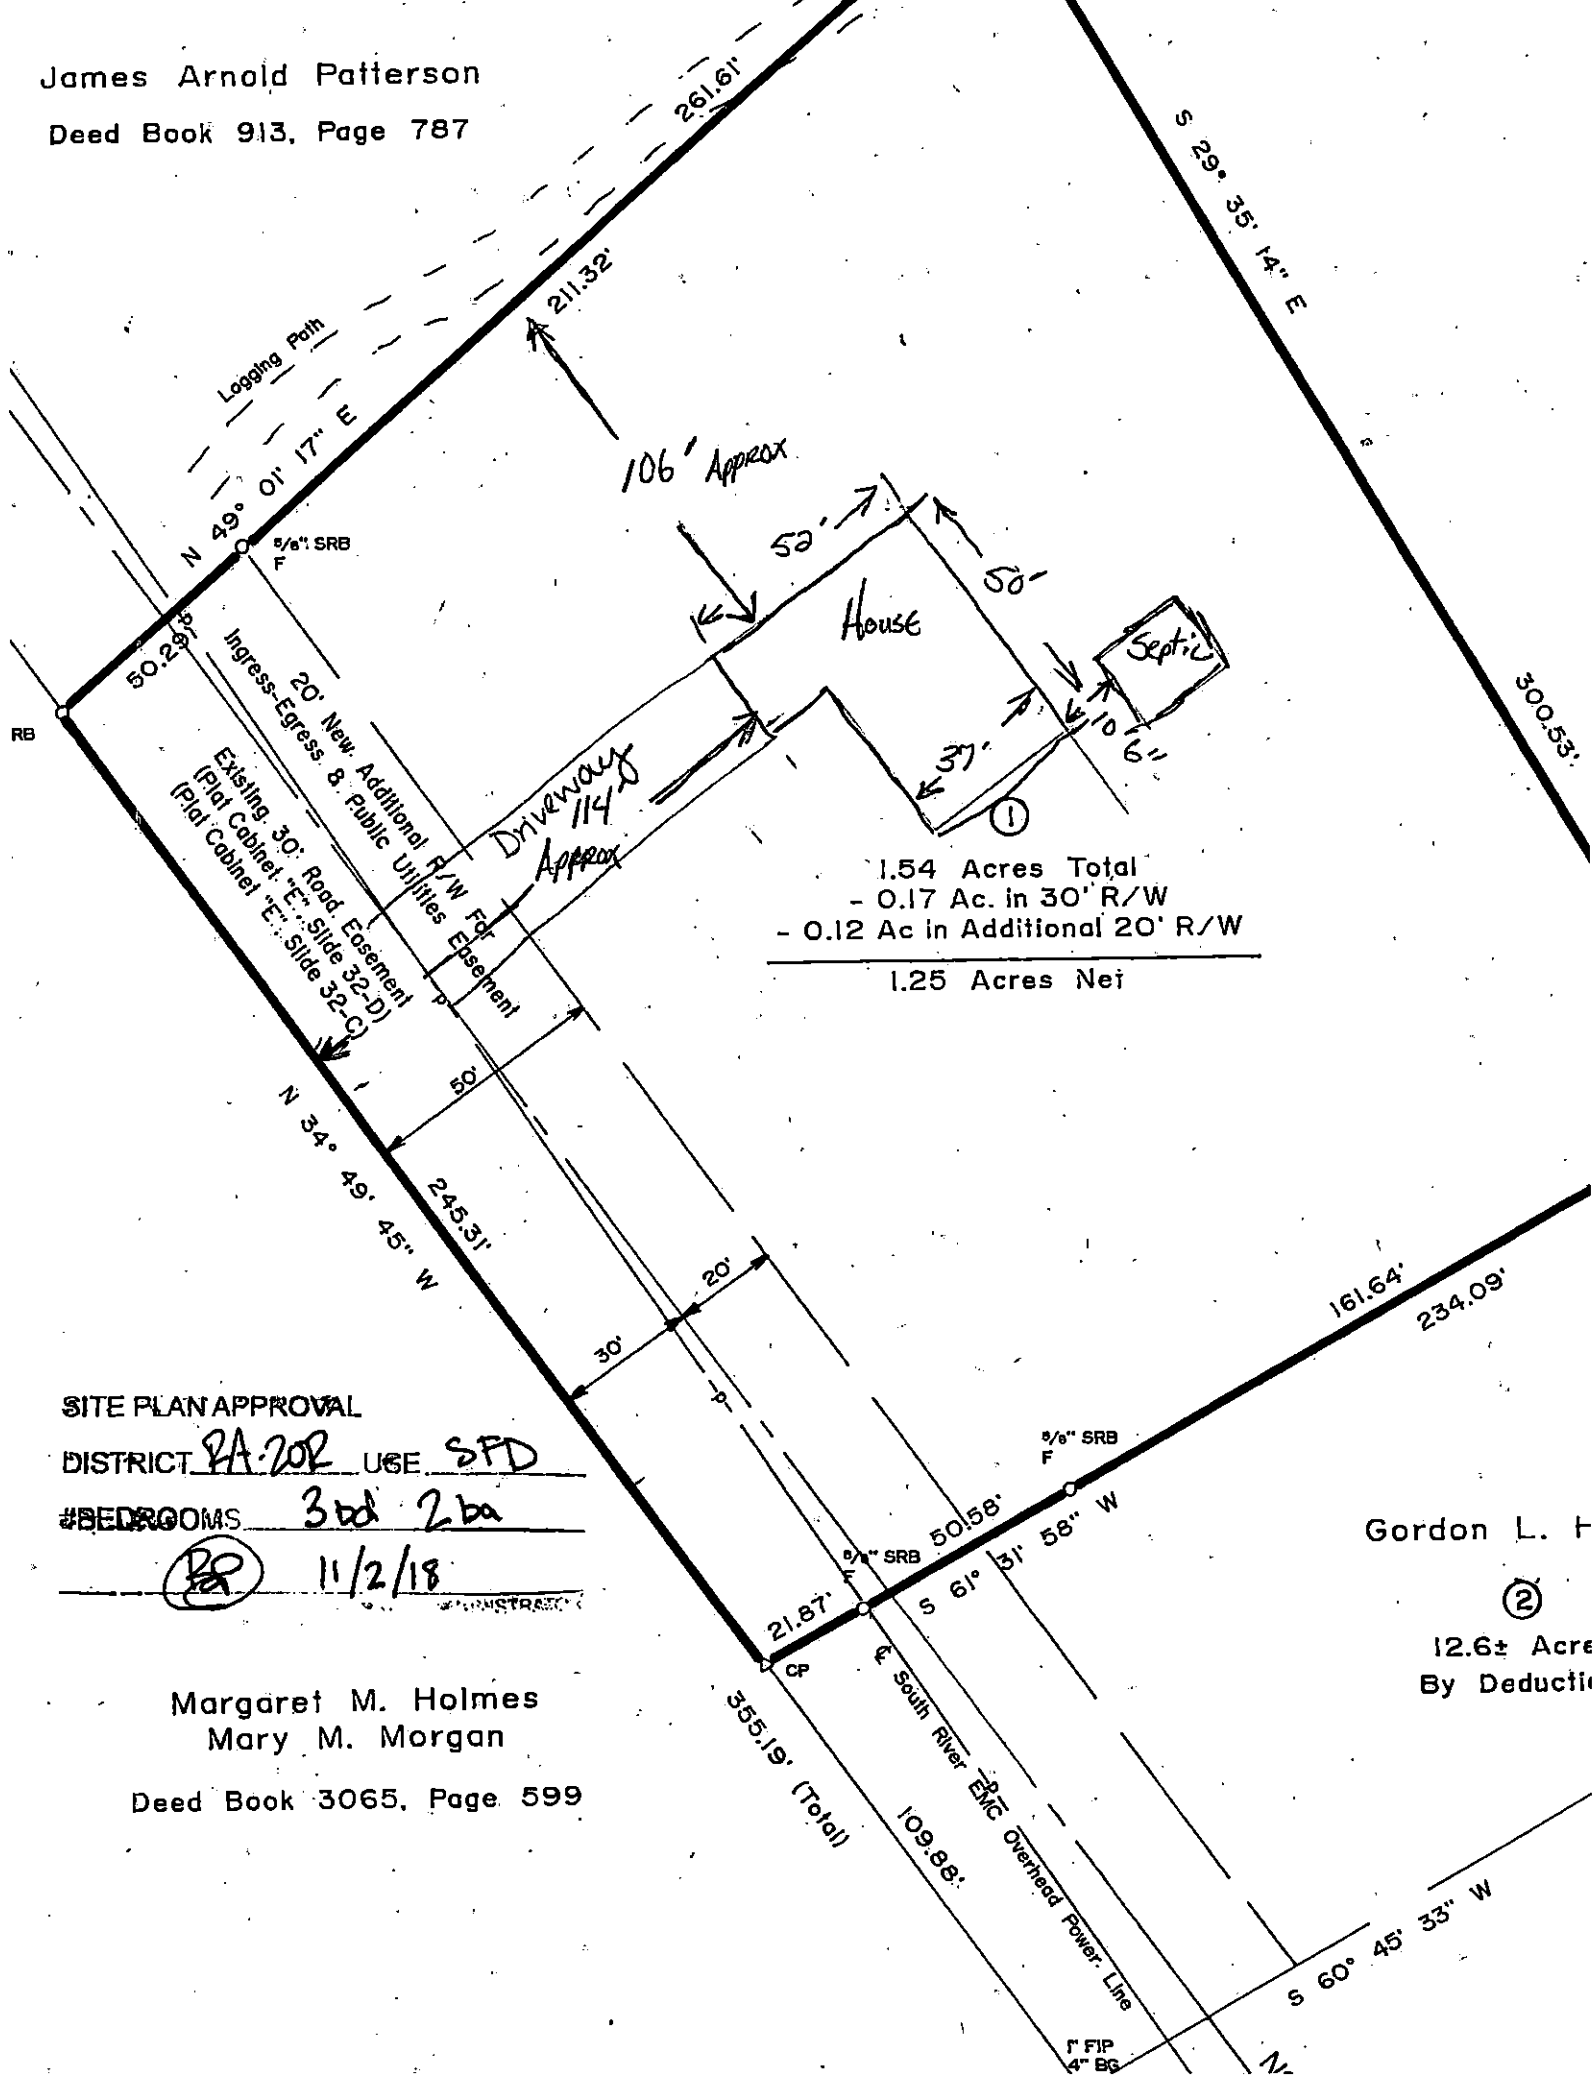 James Arnold Patterson
Deed Book 913, Page 787
261.61'
211.32'
S 29° 35' 14" E
300.53'
Logging Path
N 49° 01' 17" E
5/8" SRB
F
50.29'
RB
106' Approx
52'
50'
House
Septic
37'
10' 6"
Driveway
114'
Approx
20' New Additional R/W For
Ingress-Egress & Public Utilities Easement
Existing 30' Road Easement
(Plat Cabinet "E", Slide 32-D)
(Plat Cabinet "E", Slide 32-C)
P
1
1.54 Acres Total
- 0.17 Ac. in 30' R/W
- 0.12 Ac in Additional 20' R/W
1.25 Acres Net
P
50'
N 34° 49' 45" W
245.31'
20'
30'
P
161.64'
234.09'
SITE PLAN APPROVAL
DISTRICT RA-20R USE SFD
#BEDROOMS 3bd 2ba
11/2/18
5/8" SRB
F
50.58'
5/8" SRB
F
S 61° 31' 58" W
21.87'
CP
Gordon L. H
2
12.6± Acre
By Deductio
Margaret M. Holmes
Mary M. Morgan
Deed Book 3065, Page 599
355.19' (Total)
109.88'
℄ South River EMC Overhead Power Line
P
S 60° 45' 33" W
1" FIP
4" BG